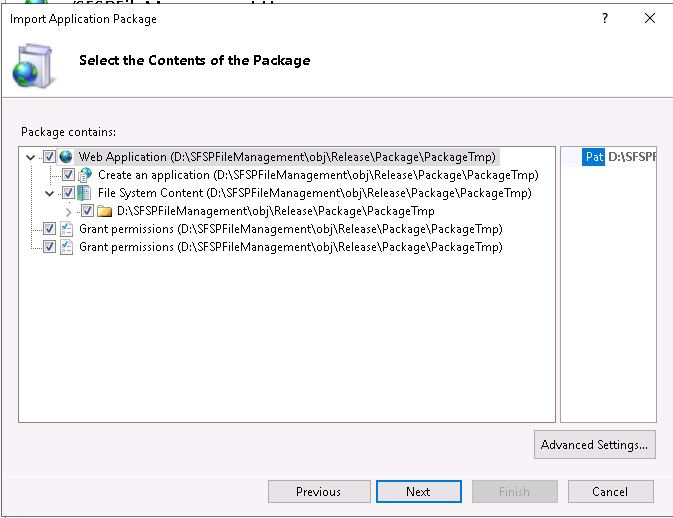 Import Application Package
?
Select the Contents of the Package
Package contains:
Web Application (D:\SFSPFileManagement\obj\Release\Package\PackageTmp)
Create an application (D:\SFSPFileManagement\obj\Release\Package\PackageTmp)
File System Content (D:\SFSPFileManagement\obj\Release\Package\PackageTmp)
D:\SFSPFileManagement\obj\Release\Package\PackageTmp
Grant permissions (D:\SFSPFileManagement\obj\Release\Package\PackageTmp)
Grant permissions (D:\SFSPFileManagement\obj\Release\Package\PackageTmp)
Pat D:\SFSPF
Advanced Settings...
Previous
Next
Finish
Cancel